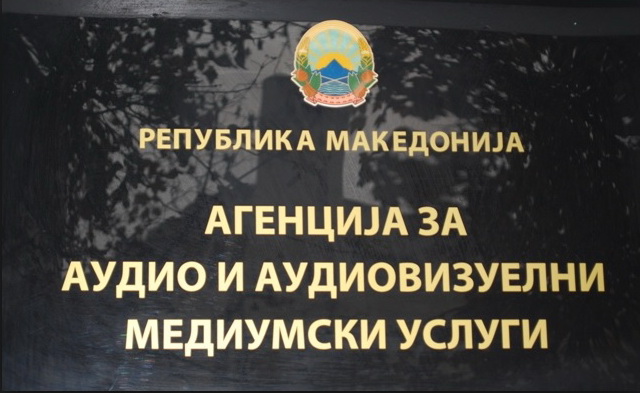 РЕПУБЛИКА МАКЕДОНИЈА
АГЕНЦИЈА ЗА
АУДИО И АУДИОВИЗУЕЛНИ
МЕДИУМСКИ УСЛУГИ